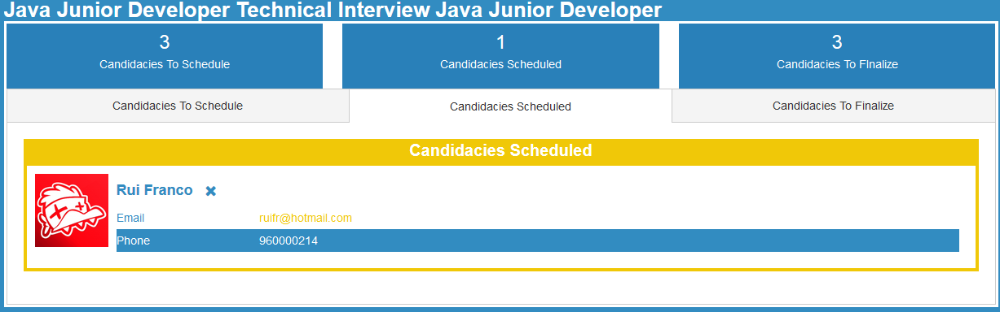 Java Junior Developer Technical Interview Java Junior Developer
3
Candidacies To Schedule
1
Candidacies Scheduled
3
Candidacies To FInalize
Candidacies To Schedule
Candidacies Scheduled
Candidacies To Finalize
Candidacies Scheduled
Rui Franco
Email ruifr@hotmail.com
Phone 960000214